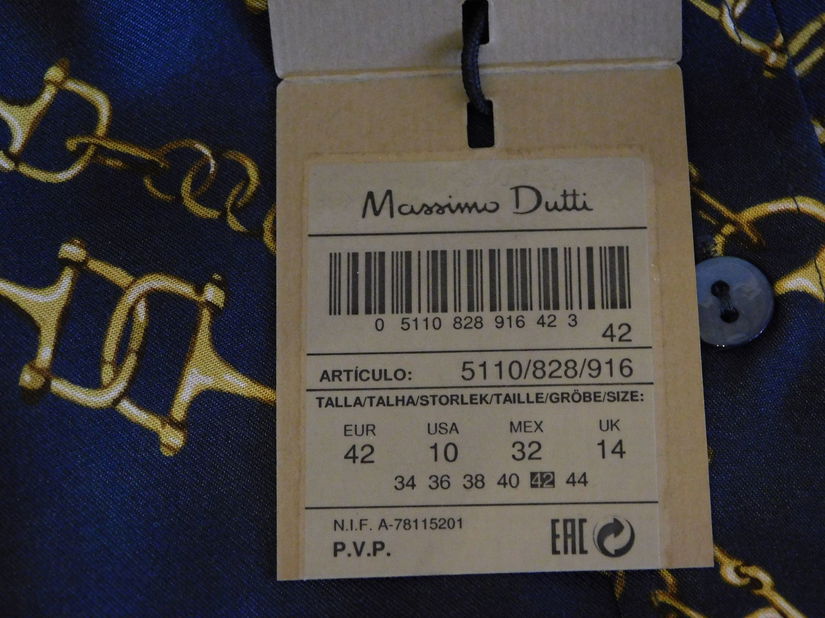 Massimo Dutti
0 5110 828 916 42 3
42
ARTÍCULO: 5110/828/916
TALLA/TALHA/STORLEK/TAILLE/GRÖBE/SIZE:
EUR USA MEX UK
42 10 32 14
34 36 38 40 42 44
N.I.F. A-78115201
P.V.P. EAC